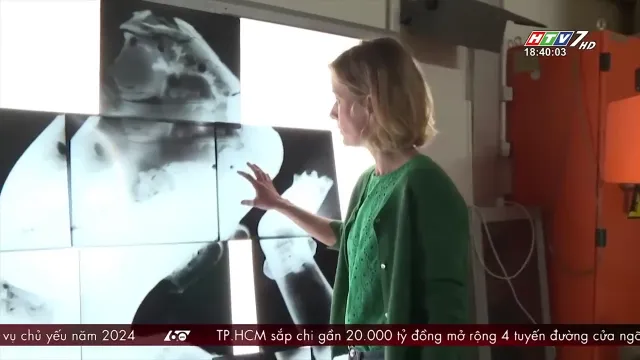 HTV7 HD
18:40:03
vụ chủ yếu năm 2024 60 TP.HCM sắp chi gần 20.000 tỷ đồng mở rộng 4 tuyến đường cửa ngõ